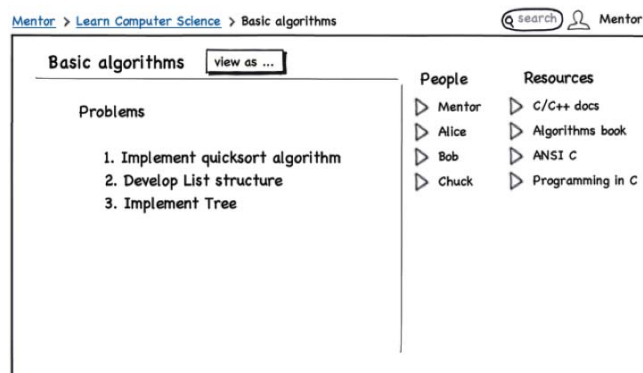 Mentor > Learn Computer Science > Basic algorithms
search
Mentor
Basic algorithms
view as ...
Problems
1. Implement quicksort algorithm
2. Develop List structure
3. Implement Tree
People
Mentor
Alice
Bob
Chuck
Resources
C/C++ docs
Algorithms book
ANSI C
Programming in C